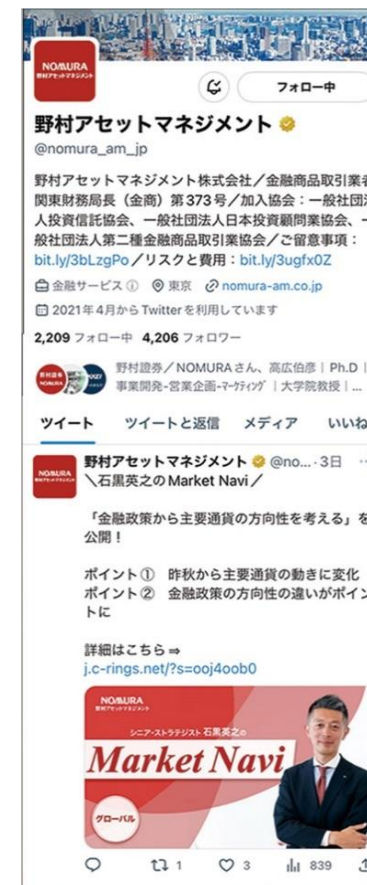 NOMURA
野村アセットマネジメント
フォロー中
野村アセットマネジメント
@nomura_am_jp
野村アセットマネジメント株式会社／金融商品取引業者
関東財務局長（金商）第373号／加入協会：一般社団法
人投資信託協会、一般社団法人日本投資顧問業協会、一
般社団法人第二種金融商品取引業協会／ご留意事項：
bit.ly/3bLzgPo／リスクと費用：bit.ly/3ugfx0Z
金融サービス 東京 nomura-am.co.jp
2021年4月からTwitterを利用しています
2,209 フォロー中 4,206 フォロワー
野村證券／NOMURAさん、高広伯彦｜Ph.D｜
事業開発-営業企画-マーケティング｜大学院教授｜...
ツイート ツイートと返信 メディア いいね
野村アセットマネジメント @no... · 3日 ...
＼石黒英之のMarket Navi／
「金融政策から主要通貨の方向性を考える」を
公開！
ポイント① 昨秋から主要通貨の動きに変化
ポイント② 金融政策の方向性の違いがポイン
トに
詳細はこちら⇒
j.c-rings.net/?s=ooj4oob0
NOMURA
野村アセットマネジメント
シニア・ストラテジスト 石黒英之の
Market Navi
グローバル
1 3 839